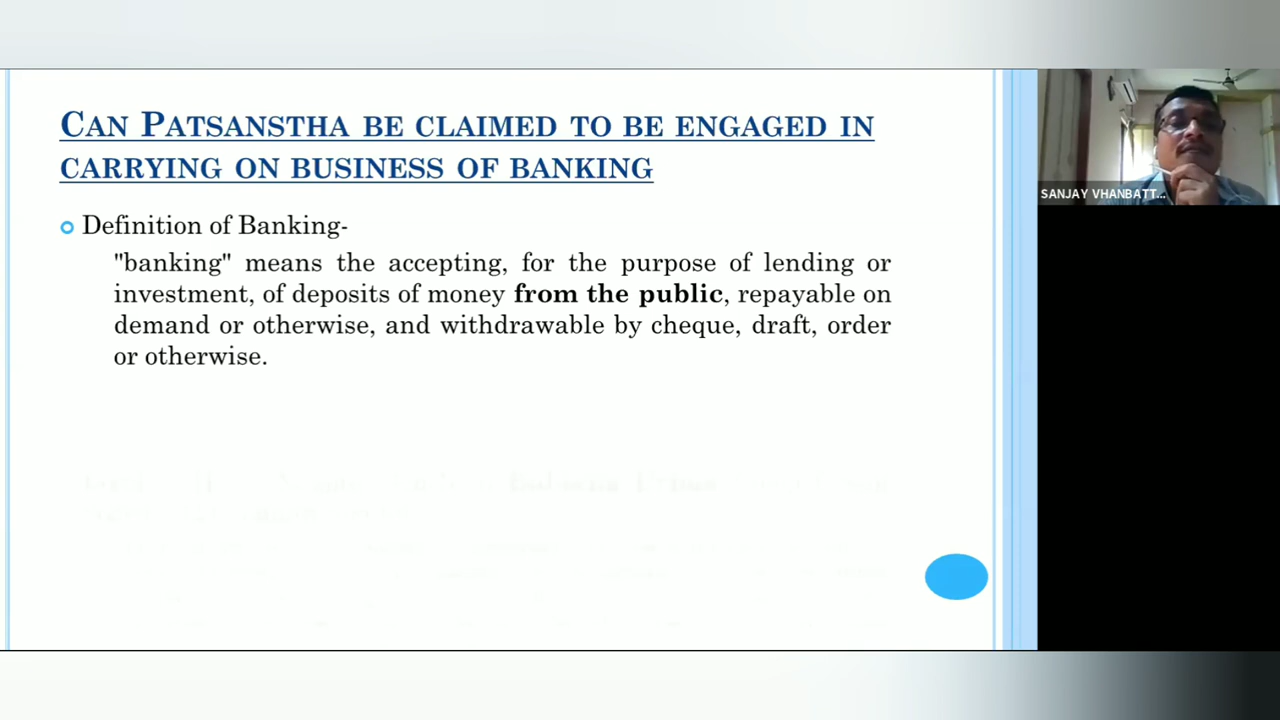 CAN PATSANSTHA BE CLAIMED TO BE ENGAGED IN
CARRYING ON BUSINESS OF BANKING
Definition of Banking-
"banking" means the accepting, for the purpose of lending or
investment, of deposits of money from the public, repayable on
demand or otherwise, and withdrawable by cheque, draft, order
or otherwise.
SANJAY VHANBATT...